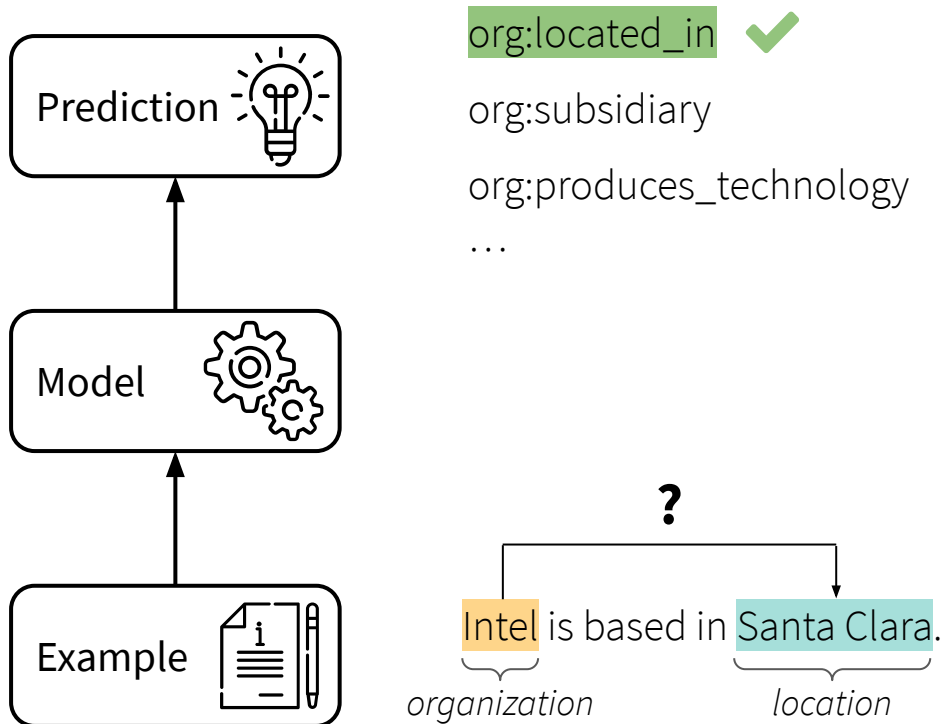 org:located_in
Prediction
org:subsidiary
org:produces_technology
…
Model
?
i
Example
Intel is based in Santa Clara.
organization
location